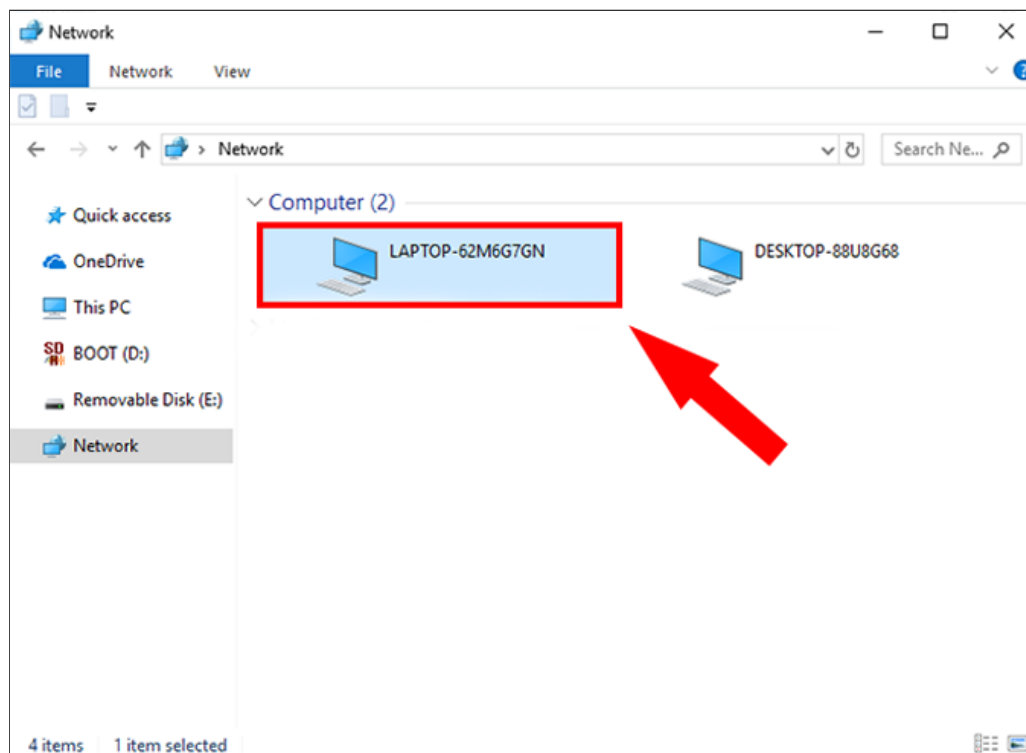 Network
File Network View
Network
Search Ne...
Quick access
OneDrive
This PC
BOOT (D:)
Removable Disk (E:)
Network
Computer (2)
LAPTOP-62M6G7GN
DESKTOP-88U8G68
4 items 1 item selected